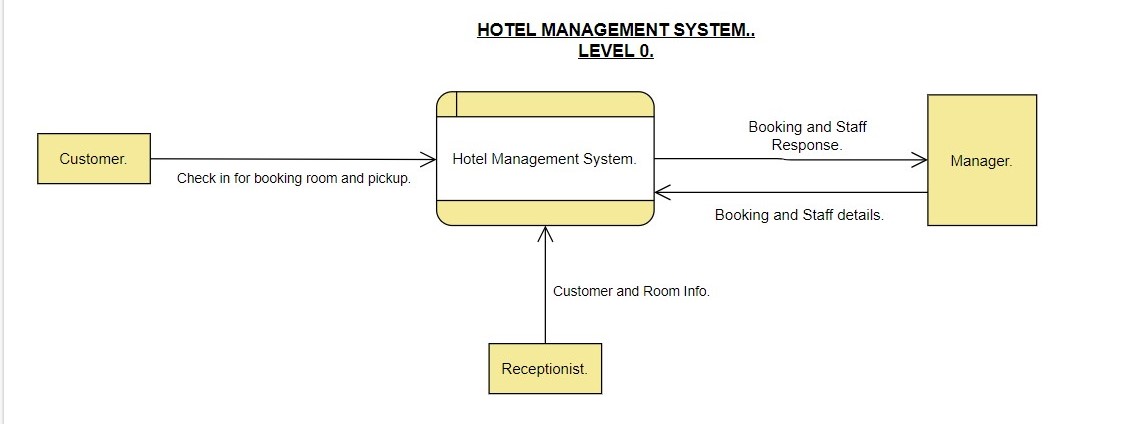 HOTEL MANAGEMENT SYSTEM..
LEVEL 0.
Booking and Staff
Response.
Customer.
Hotel Management System.
Manager.
Check in for booking room and pickup.
Booking and Staff details.
Customer and Room Info.
Receptionist.